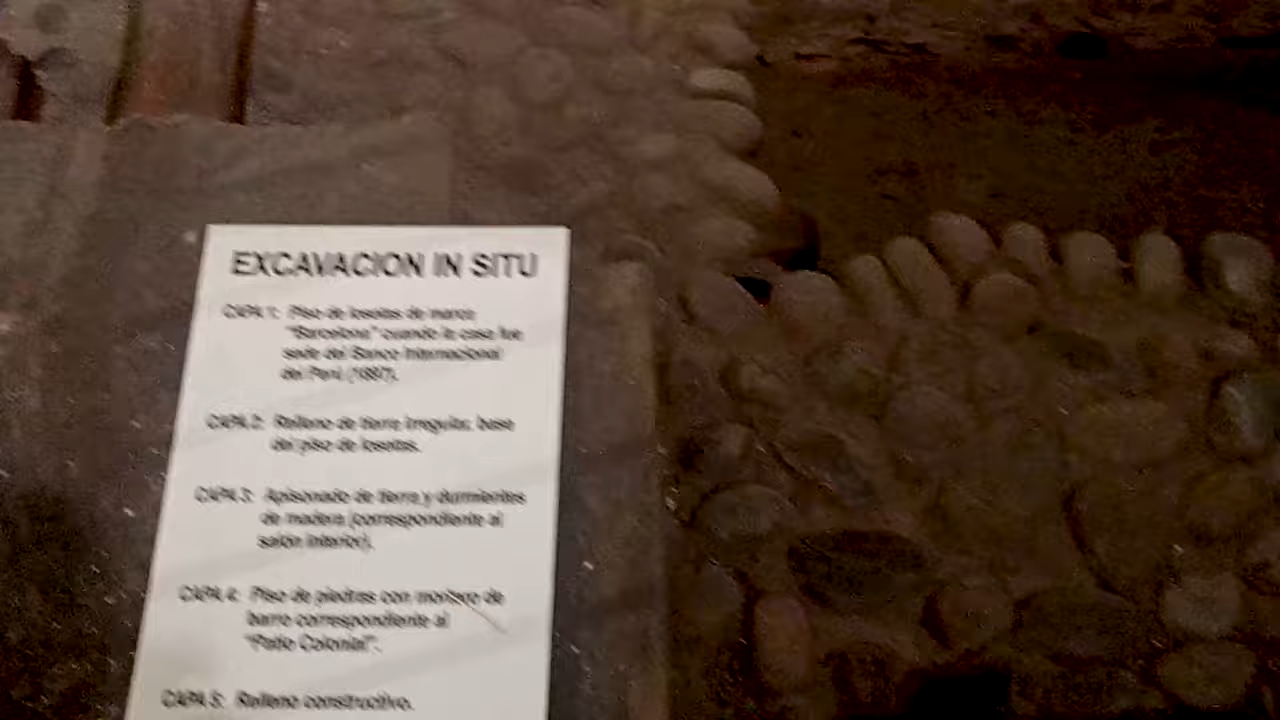 EXCAVACION IN SITU
CAPA 1: Piso de losetas de marca
"Barcelona" cuando la casa fue
sede del Banco Internacional
del Perú (1897).
CAPA 2: Relleno de tierra irregular, base
del piso de losetas.
CAPA 3: Apisonado de tierra y durmientes
de madera (correspondiente al
salón interior).
CAPA 4: Piso de piedras con mortero de
barro correspondiente al
"Patio Colonial".
CAPA 5: Relleno constructivo.